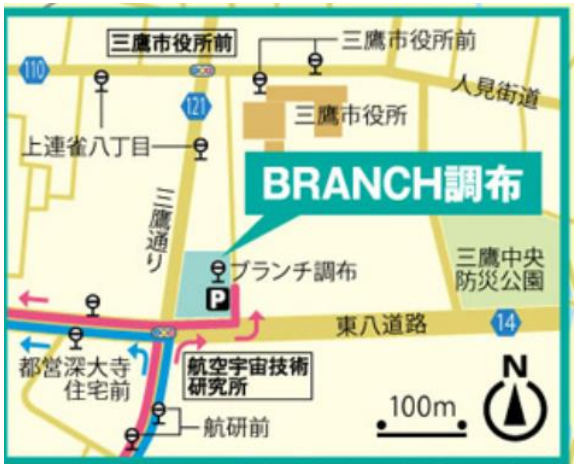 三鷹市役所前
三鷹市役所前
110
人見街道
121
三鷹市役所
上連雀八丁目
BRANCH調布
三鷹通り
三鷹中央
防災公園
ブランチ調布
P
東八道路
14
都営深大寺
住宅前
航空宇宙技術
研究所
N
100m
航研前